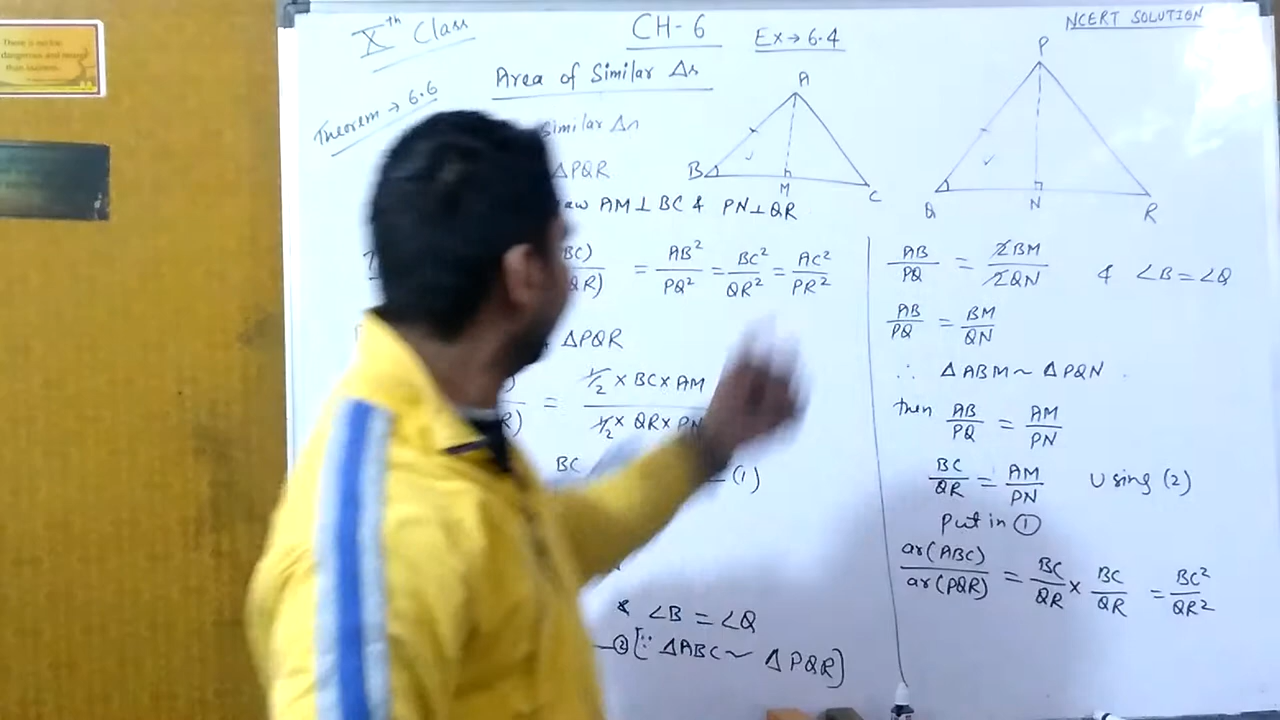 Xth Class
CH-6
Ex→6.4
NCERT SOLUTION
Area of Similar Δs
Theorem → 6.6
Similar Δs
ΔPQR
AM⊥BC & PN⊥QR
BC) / QR) = AB² / PQ² = BC² / QR² = AC² / PR²
ΔPQR
R) = 1/2 × BC × AM / 1/2 × QR × PN
BC — (1)
& ∠B = ∠Q
—② [∵ ΔABC ~ ΔPQR]
A
B
M
C
P
Q
N
R
AB / PQ = 2BM / 2QN & ∠B = ∠Q
AB / PQ = BM / QN
∴ ΔABM ~ ΔPQN .
then AB / PQ = AM / PN
BC / QR = AM / PN Using (2)
Put in ①
ar(ABC) / ar(PQR) = BC / QR × BC / QR = BC² / QR²